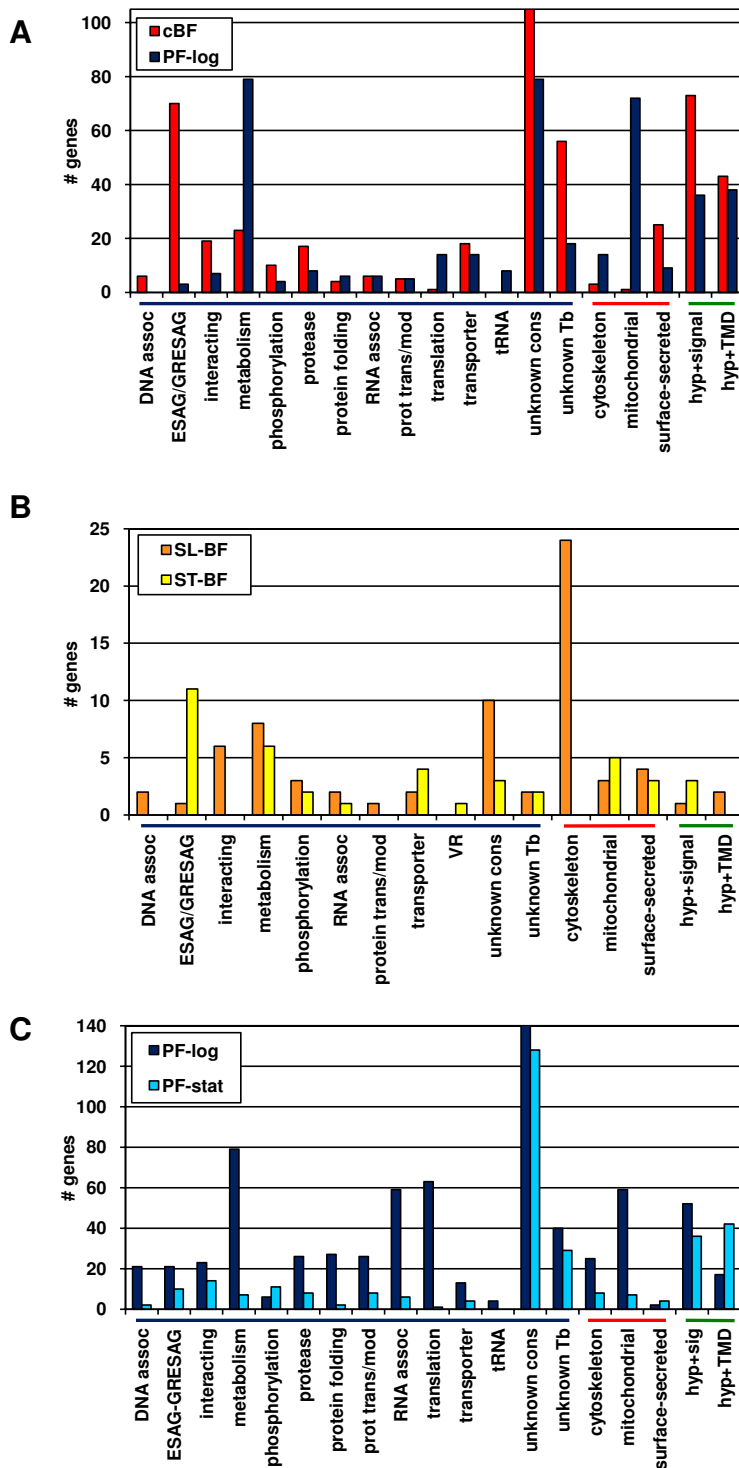 A
cBF
PF-log
# genes
100
80
60
40
20
0
DNA assoc
ESAG/GRESAG
interacting
metabolism
phosphorylation
protease
protein folding
RNA assoc
prot trans/mod
translation
transporter
tRNA
unknown cons
unknown Tb
cytoskeleton
mitochondrial
surface-secreted
hyp+signal
hyp+TMD
B
SL-BF
ST-BF
# genes
25
20
15
10
5
0
DNA assoc
ESAG/GRESAG
interacting
metabolism
phosphorylation
RNA assoc
protein trans/mod
transporter
VR
unknown cons
unknown Tb
cytoskeleton
mitochondrial
surface-secreted
hyp+signal
hyp+TMD
C
PF-log
PF-stat
# genes
140
120
100
80
60
40
20
0
DNA assoc
ESAG-GRESAG
interacting
metabolism
phosphorylation
protease
protein folding
prot trans/mod
RNA assoc
translation
transporter
tRNA
unknown cons
unknown Tb
cytoskeleton
mitochondrial
surface-secreted
hyp+sig
hyp+TMD